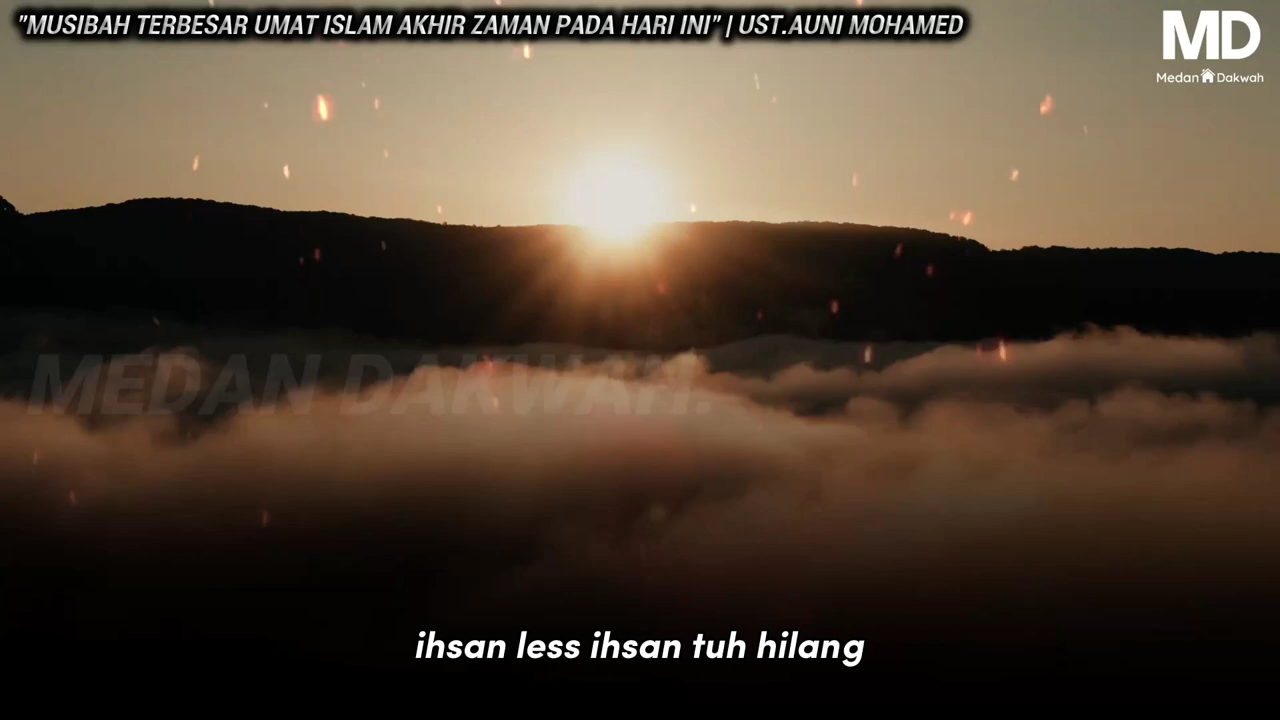 "MUSIBAH TERBESAR UMAT ISLAM AKHIR ZAMAN PADA HARI INI" | UST.AUNI MOHAMED
MD
Medan Dakwah
MEDAN DAKWAH.
ihsan less ihsan tuh hilang